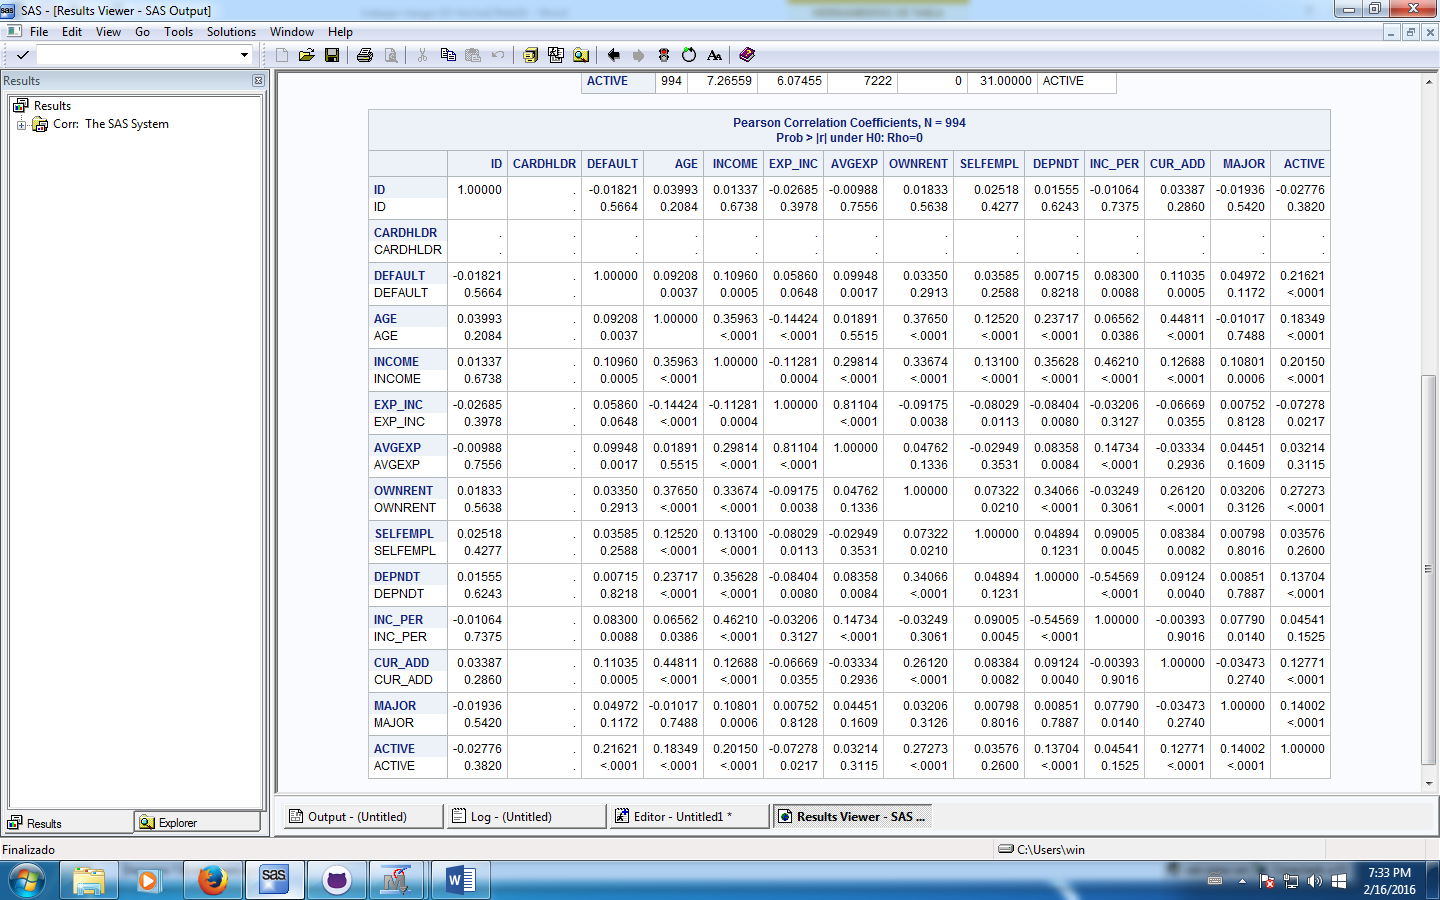 SAS - [Results Viewer - SAS Output]
File Edit View Go Tools Solutions Window Help
Results
Results
Corr: The SAS System
ACTIVE 994 7.26559 6.07455 7222 0 31.00000 ACTIVE
Pearson Correlation Coefficients, N = 994
Prob > |r| under H0: Rho=0
ID CARDHLDR DEFAULT AGE INCOME EXP_INC AVGEXP OWNRENT SELFEMPL DEPNDT INC_PER CUR_ADD MAJOR ACTIVE
ID 1.00000 . -0.01821 0.03993 0.01337 -0.02685 -0.00988 0.01833 0.02518 0.01555 -0.01064 0.03387 -0.01936 -0.02776
ID . 0.5664 0.2084 0.6738 0.3978 0.7556 0.5638 0.4277 0.6243 0.7375 0.2860 0.5420 0.3820
CARDHLDR . . . . . . . . . . . . . .
CARDHLDR . . . . . . . . . . . . . .
DEFAULT -0.01821 . 1.00000 0.09208 0.10960 0.05860 0.09948 0.03350 0.03585 0.00715 0.08300 0.11035 0.04972 0.21621
DEFAULT 0.5664 . 0.0037 0.0005 0.0648 0.0017 0.2913 0.2588 0.8218 0.0088 0.0005 0.1172 <.0001
AGE 0.03993 . 0.09208 1.00000 0.35963 -0.14424 0.01891 0.37650 0.12520 0.23717 0.06562 0.44811 -0.01017 0.18349
AGE 0.2084 . 0.0037 <.0001 <.0001 0.5515 <.0001 <.0001 <.0001 0.0386 <.0001 0.7488 <.0001
INCOME 0.01337 . 0.10960 0.35963 1.00000 -0.11281 0.29814 0.33674 0.13100 0.35628 0.46210 0.12688 0.10801 0.20150
INCOME 0.6738 . 0.0005 <.0001 0.0004 <.0001 <.0001 <.0001 <.0001 <.0001 <.0001 0.0006 <.0001
EXP_INC -0.02685 . 0.05860 -0.14424 -0.11281 1.00000 0.81104 -0.09175 -0.08029 -0.08404 -0.03206 -0.06669 0.00752 -0.07278
EXP_INC 0.3978 . 0.0648 <.0001 0.0004 <.0001 0.0038 0.0113 0.0080 0.3127 0.0355 0.8128 0.0217
AVGEXP -0.00988 . 0.09948 0.01891 0.29814 0.81104 1.00000 0.04762 -0.02949 0.08358 0.14734 -0.03334 0.04451 0.03214
AVGEXP 0.7556 . 0.0017 0.5515 <.0001 <.0001 0.1336 0.3531 0.0084 <.0001 0.2936 0.1609 0.3115
OWNRENT 0.01833 . 0.03350 0.37650 0.33674 -0.09175 0.04762 1.00000 0.07322 0.34066 -0.03249 0.26120 0.03206 0.27273
OWNRENT 0.5638 . 0.2913 <.0001 <.0001 0.0038 0.1336 0.0210 <.0001 0.3061 <.0001 0.3126 <.0001
SELFEMPL 0.02518 . 0.03585 0.12520 0.13100 -0.08029 -0.02949 0.07322 1.00000 0.04894 0.09005 0.08384 0.00798 0.03576
SELFEMPL 0.4277 . 0.2588 <.0001 <.0001 0.0113 0.3531 0.0210 0.1231 0.0045 0.0082 0.8016 0.2600
DEPNDT 0.01555 . 0.00715 0.23717 0.35628 -0.08404 0.08358 0.34066 0.04894 1.00000 -0.54569 0.09124 0.00851 0.13704
DEPNDT 0.6243 . 0.8218 <.0001 <.0001 0.0080 0.0084 <.0001 0.1231 <.0001 0.0040 0.7887 <.0001
INC_PER -0.01064 . 0.08300 0.06562 0.46210 -0.03206 0.14734 -0.03249 0.09005 -0.54569 1.00000 -0.00393 0.07790 0.04541
INC_PER 0.7375 . 0.0088 0.0386 <.0001 0.3127 <.0001 0.3061 0.0045 <.0001 0.9016 0.0140 0.1525
CUR_ADD 0.03387 . 0.11035 0.44811 0.12688 -0.06669 -0.03334 0.26120 0.08384 0.09124 -0.00393 1.00000 -0.03473 0.12771
CUR_ADD 0.2860 . 0.0005 <.0001 <.0001 0.0355 0.2936 <.0001 0.0082 0.0040 0.9016 0.2740 <.0001
MAJOR -0.01936 . 0.04972 -0.01017 0.10801 0.00752 0.04451 0.03206 0.00798 0.00851 0.07790 -0.03473 1.00000 0.14002
MAJOR 0.5420 . 0.1172 0.7488 0.0006 0.8128 0.1609 0.3126 0.8016 0.7887 0.0140 0.2740 <.0001
ACTIVE -0.02776 . 0.21621 0.18349 0.20150 -0.07278 0.03214 0.27273 0.03576 0.13704 0.04541 0.12771 0.14002 1.00000
ACTIVE 0.3820 . <.0001 <.0001 <.0001 0.0217 0.3115 <.0001 0.2600 <.0001 0.1525 <.0001 <.0001
Results Explorer
Output - (Untitled) Log - (Untitled) Editor - Untitled1 * Results Viewer - SAS ...
Finalizado C:\Users\win
sas
7:33 PM
2/16/2016